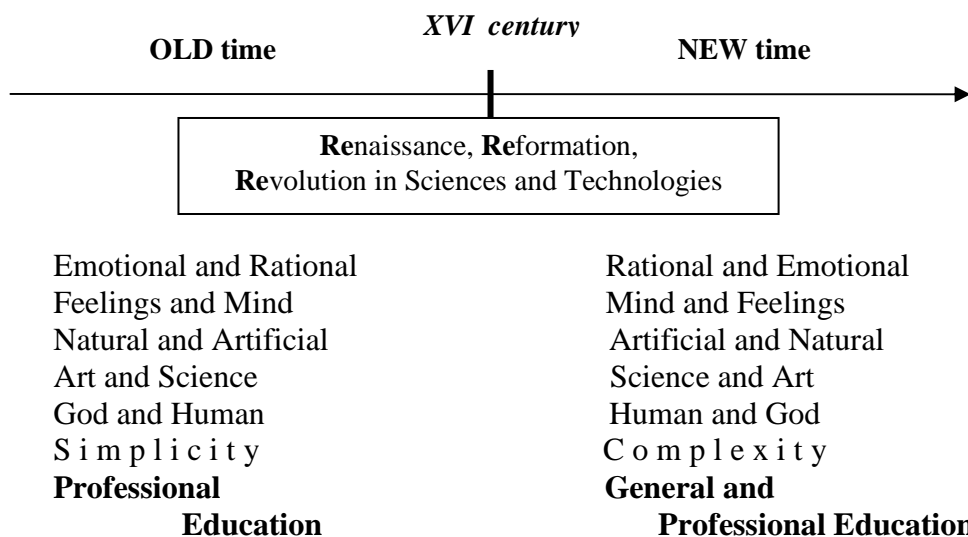 XVI century
OLD time
NEW time
Renaissance, Reformation,
Revolution in Sciences and Technologies
Emotional and Rational
Feelings and Mind
Natural and Artificial
Art and Science
God and Human
S i m p l i c i t y
Professional
Education
Rational and Emotional
Mind and Feelings
Artificial and Natural
Science and Art
Human and God
C o m p l e x i t y
General and
Professional Education